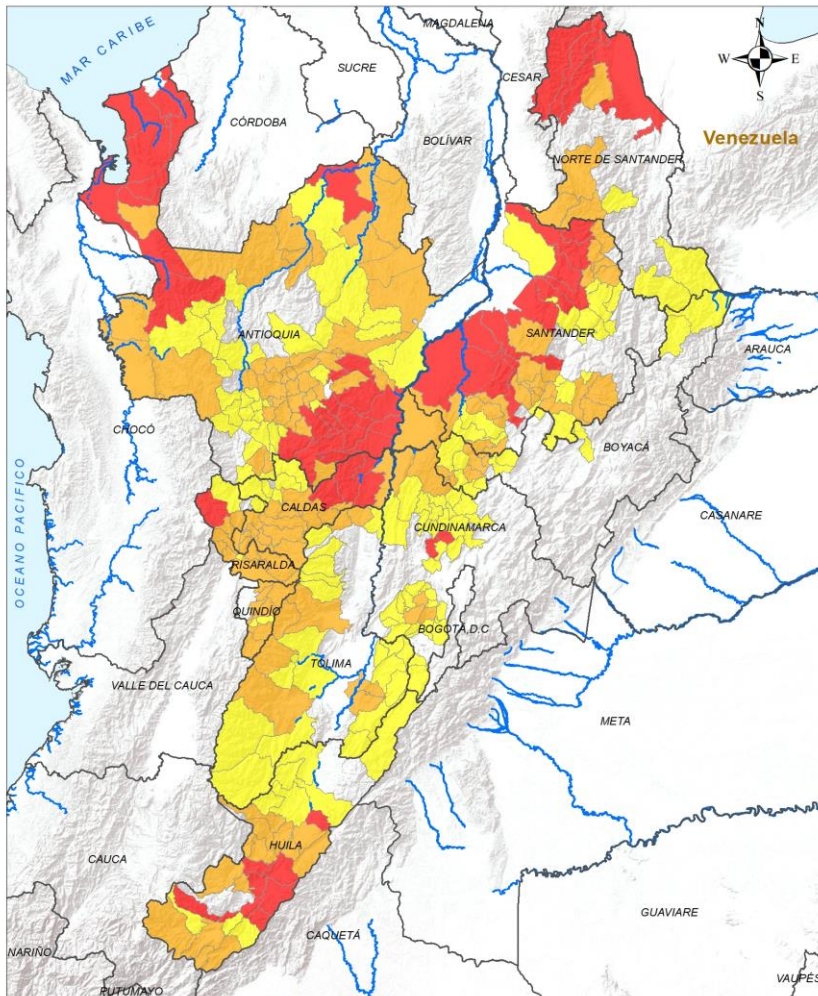 MAGDALENA
N
MAR CARIBE
W E
SUCRE
CESAR
S
CÓRDOBA
BOLÍVAR
Venezuela
NORTE DE SANTANDER
ANTIOQUIA
SANTANDER
ARAUCA
CHOCÓ
BOYACÁ
OCEANO PACIFICO
CALDAS
CASANARE
CUNDINAMARCA
RISARALDA
QUINDÍO
BOGOTÁ,D.C
TOLIMA
VALLE DEL CAUCA
META
HUILA
CAUCA
GUAVIARE
CAQUETÁ
NARIÑO
PUTUMAYO
VAUPÉS